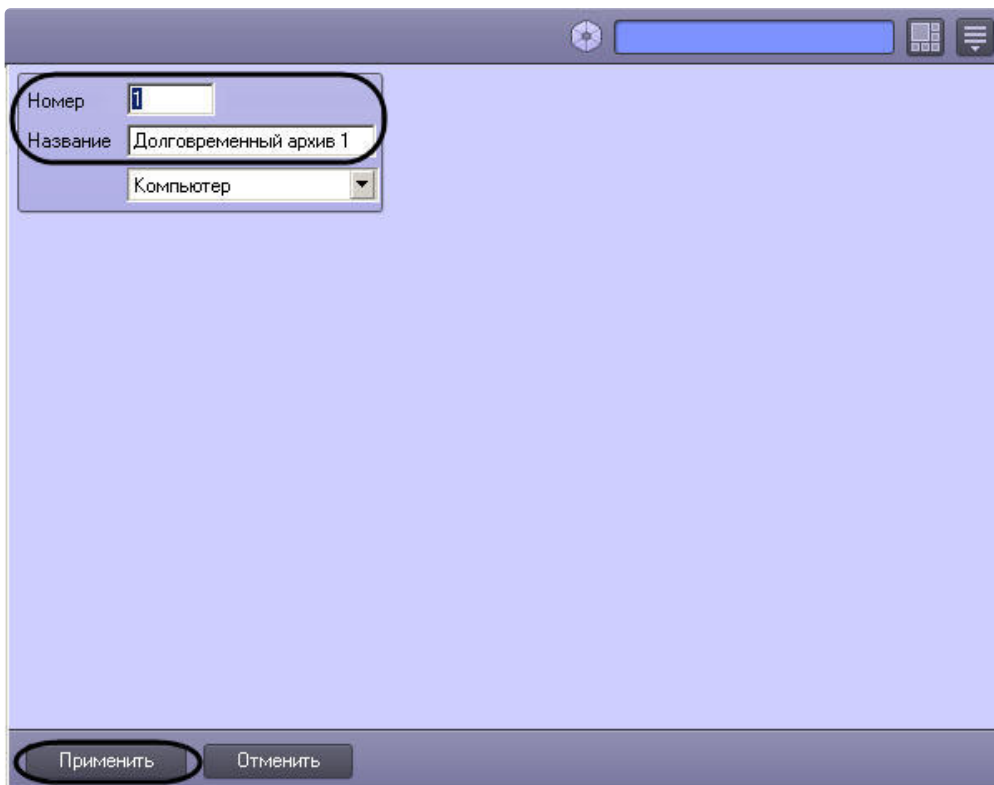 Номер 1
Название Долговременный архив 1
Компьютер
Применить Отменить